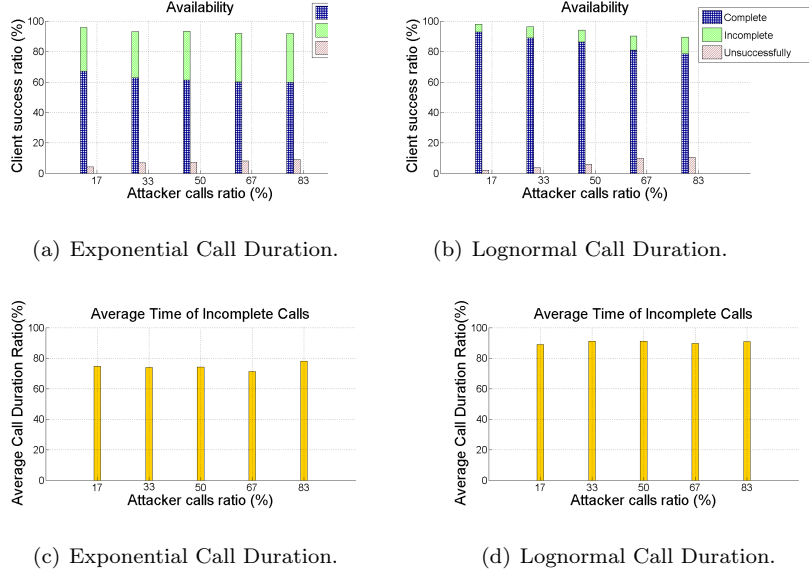 Availability
Client success ratio (%)
100
80
60
40
20
0
17 33 50 67 83
Attacker calls ratio (%)
(a) Exponential Call Duration.
Availability
Client success ratio (%)
100
80
60
40
20
0
17 33 50 67 83
Attacker calls ratio (%)
Complete
Incomplete
Unsuccessfully
(b) Lognormal Call Duration.
Average Time of Incomplete Calls
Average Call Duration Ratio(%)
100
80
60
40
20
0
17 33 50 67 83
Attacker calls ratio (%)
(c) Exponential Call Duration.
Average Time of Incomplete Calls
Average Call Duration Ratio(%)
100
80
60
40
20
0
17 33 50 67 83
Attacker calls ratio (%)
(d) Lognormal Call Duration.